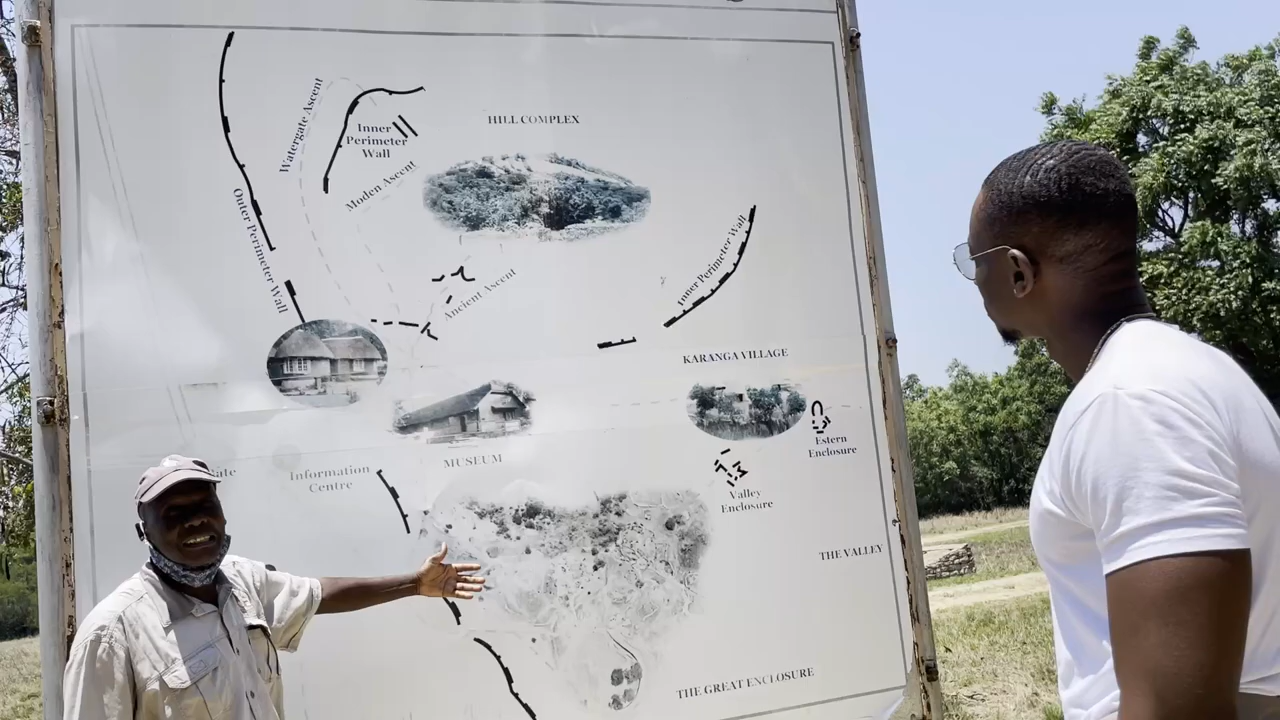 HILL COMPLEX
Watergate Ascent
Inner
Perimeter
Wall
Moden Ascent
Outer Perimeter Wall
Inner Perimeter Wall
Ancient Ascent
KARANGA VILLAGE
Estern
Enclosure
MUSEUM
Information
Centre
Valley
Enclosure
THE VALLEY
THE GREAT ENCLOSURE